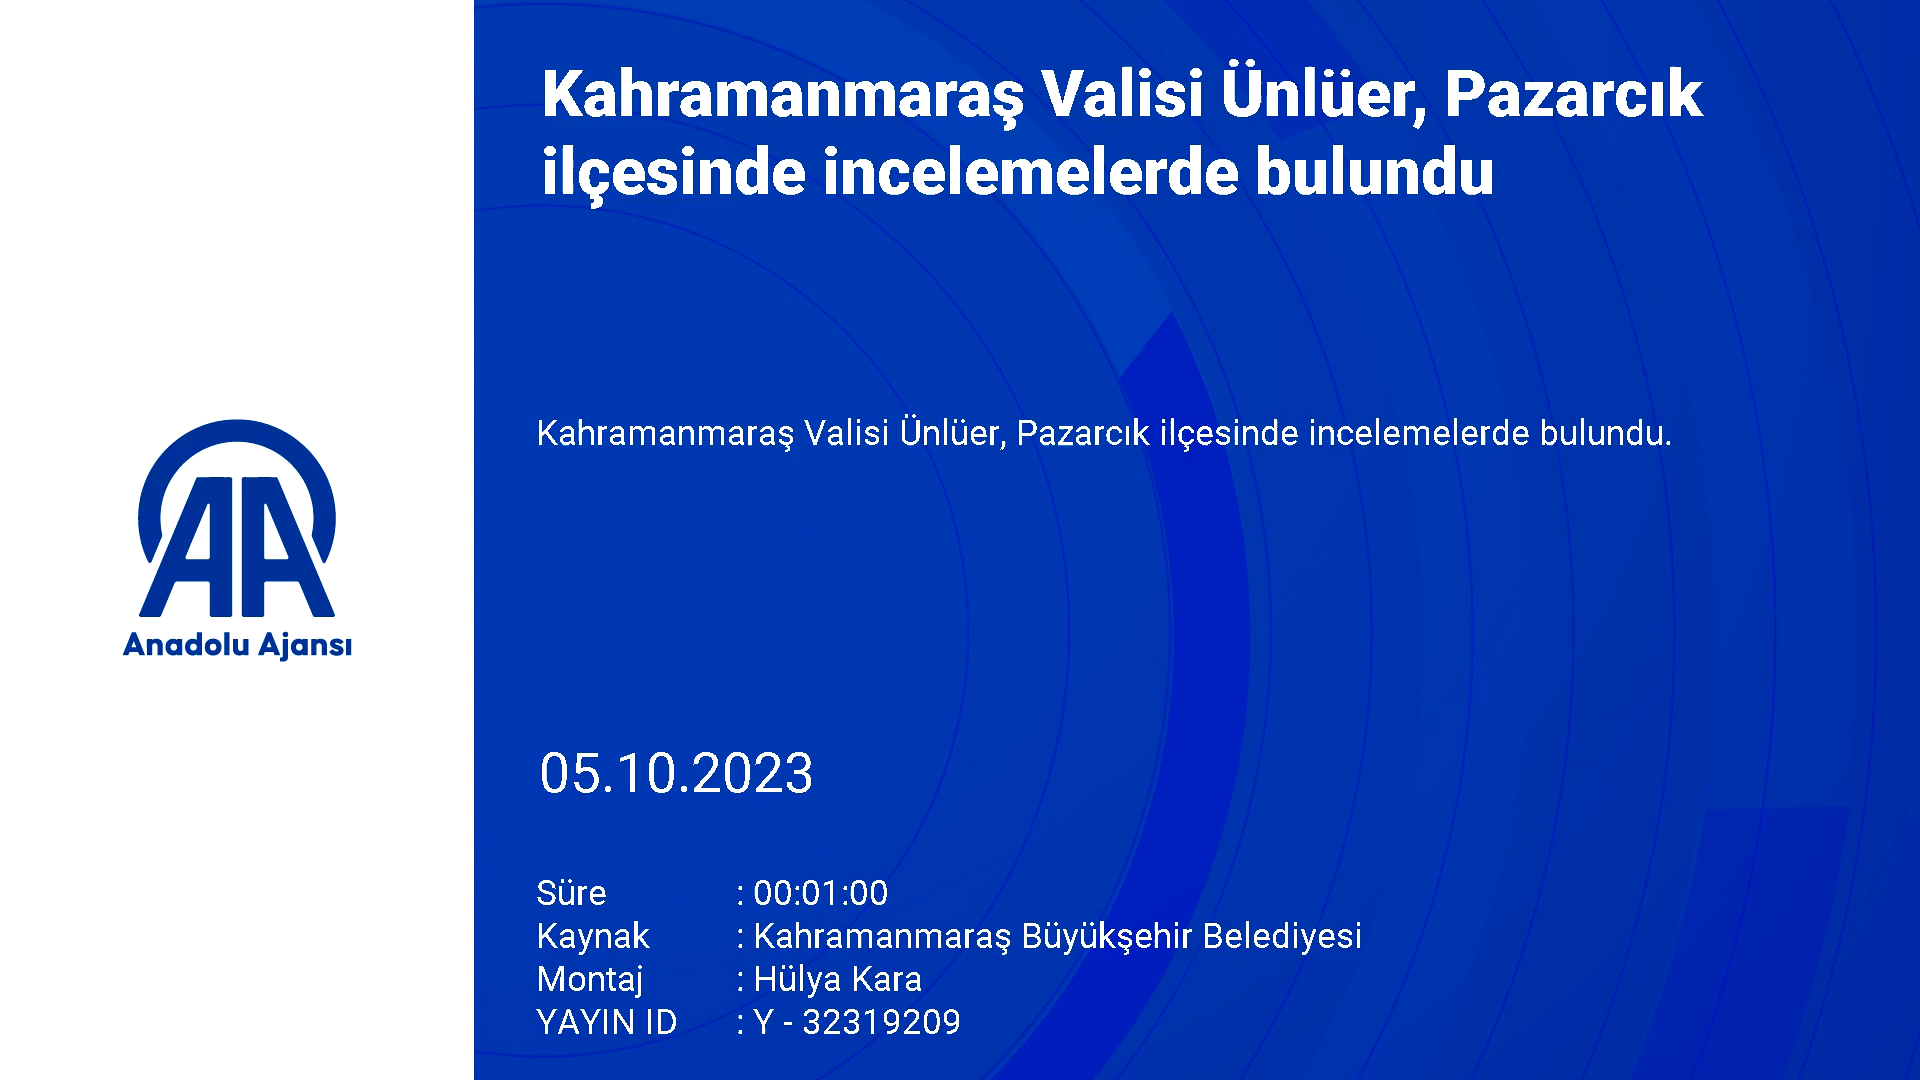 Kahramanmaraş Valisi Ünlüer, Pazarcık
ilçesinde incelemelerde bulundu
Kahramanmaraş Valisi Ünlüer, Pazarcık ilçesinde incelemelerde bulundu.
AA
Anadolu Ajansı
05.10.2023
Süre : 00:01:00
Kaynak : Kahramanmaraş Büyükşehir Belediyesi
Montaj : Hülya Kara
YAYIN ID : Y - 32319209